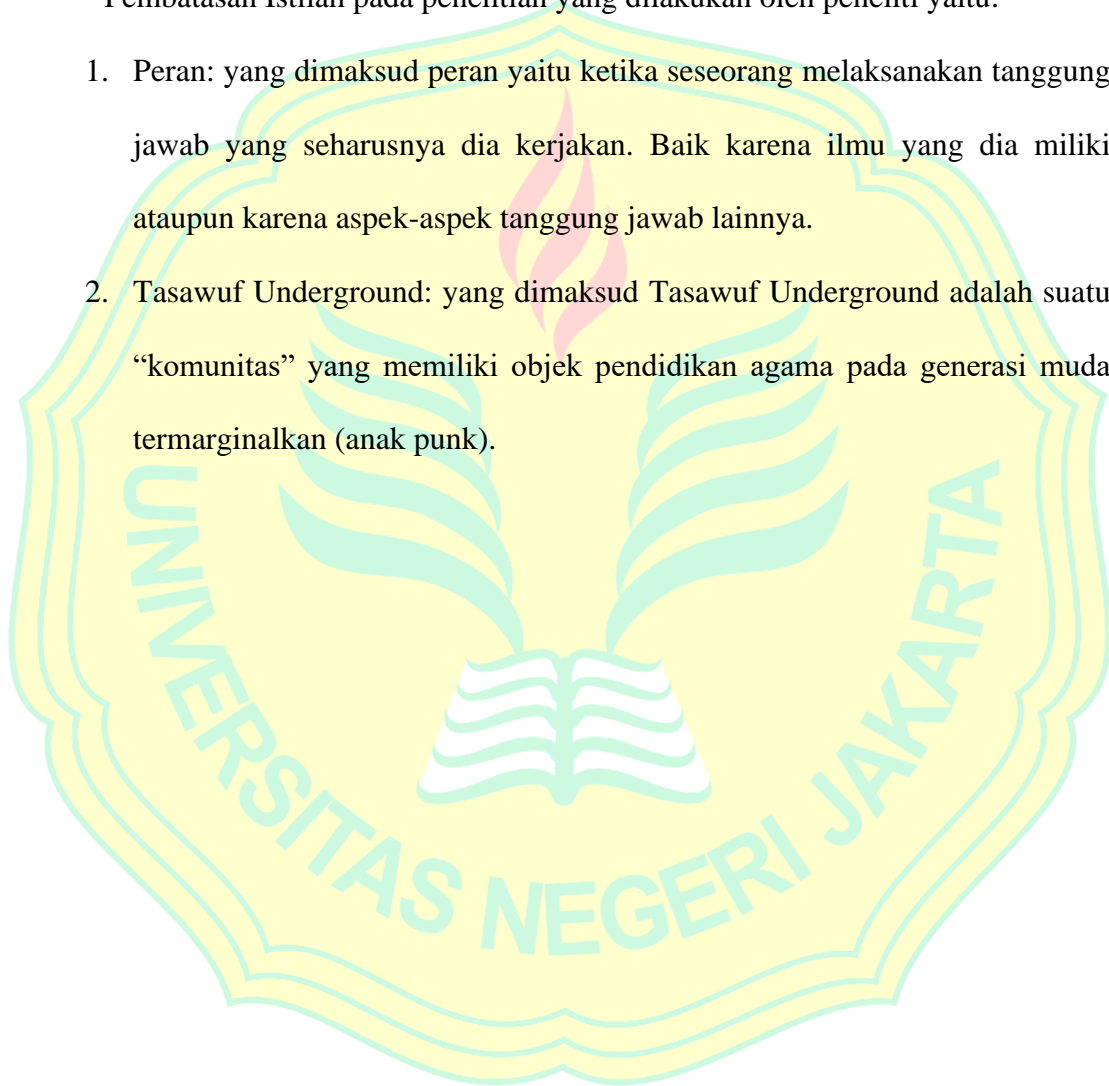 Pembatasan Istilah pada penelitian yang dilakukan oleh peneliti yaitu:
1. Peran: yang dimaksud peran yaitu ketika seseorang melaksanakan tanggung
jawab yang seharusnya dia kerjakan. Baik karena ilmu yang dia miliki
ataupun karena aspek-aspek tanggung jawab lainnya.
2. Tasawuf Underground: yang dimaksud Tasawuf Underground adalah suatu
“komunitas” yang memiliki objek pendidikan agama pada generasi muda
termarginalkan (anak punk).
UNIVERSITAS NEGERI JAKARTA